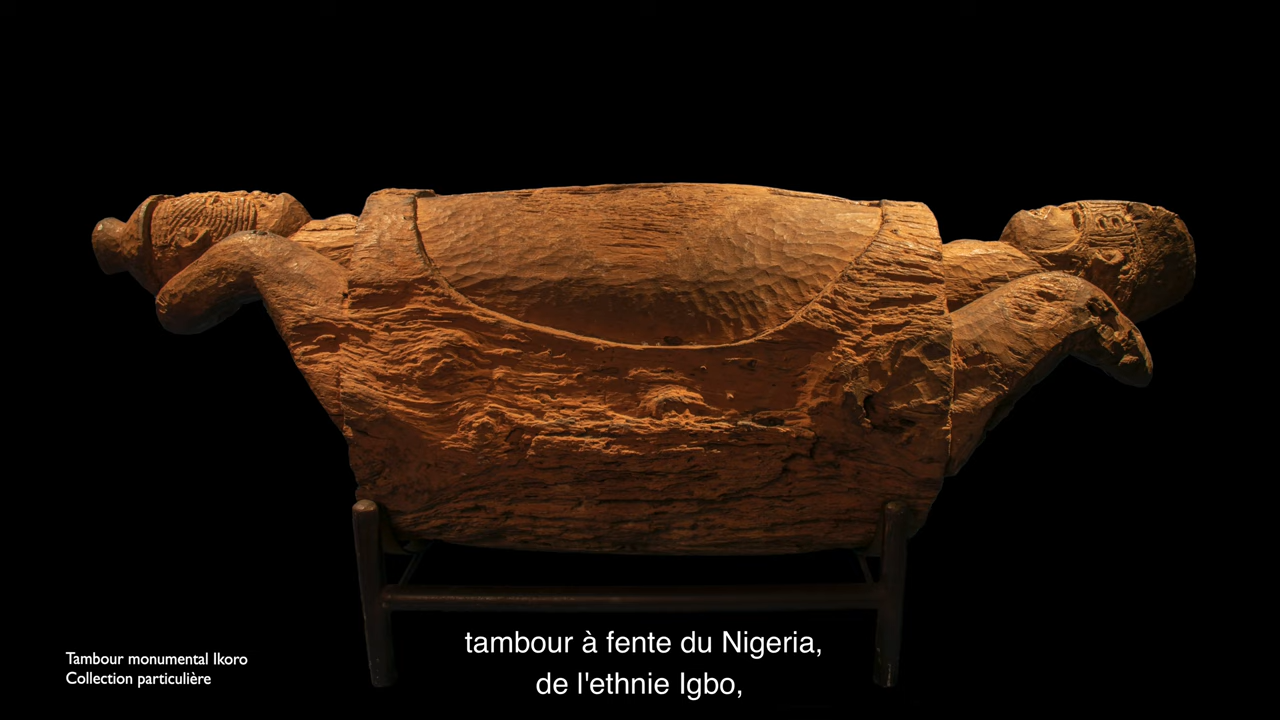 Tambour monumental Ikoro
Collection particulière
tambour à fente du Nigeria,
de l'ethnie Igbo,